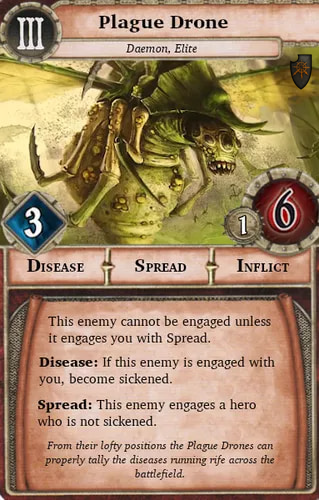 III
Plague Drone
Daemon, Elite
3
1
6
Disease Spread Inflict
This enemy cannot be engaged unless
it engages you with Spread.
Disease: If this enemy is engaged with
you, become sickened.
Spread: This enemy engages a hero
who is not sickened.
From their lofty positions the Plague Drones can
properly tally the diseases running rife across the
battlefield.